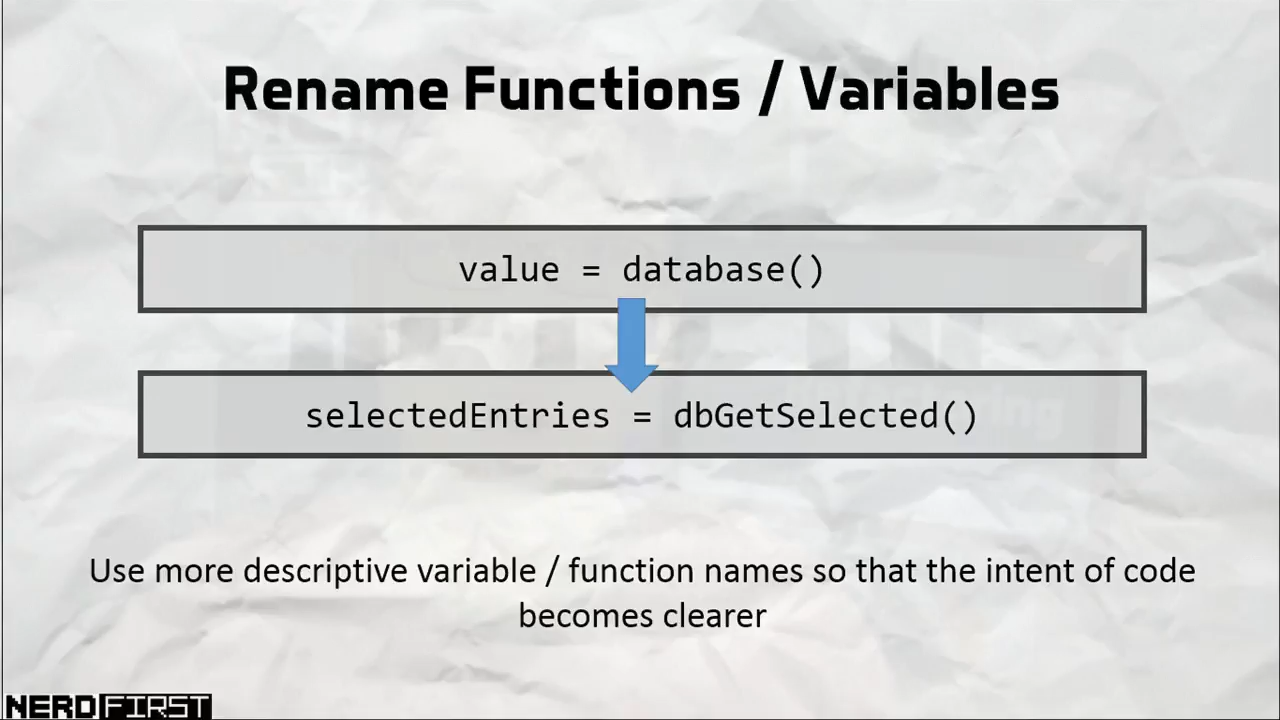 Rename Functions / Variables
value = database()
selectedEntries = dbGetSelected()
Use more descriptive variable / function names so that the intent of code
becomes clearer
NERDFIRST